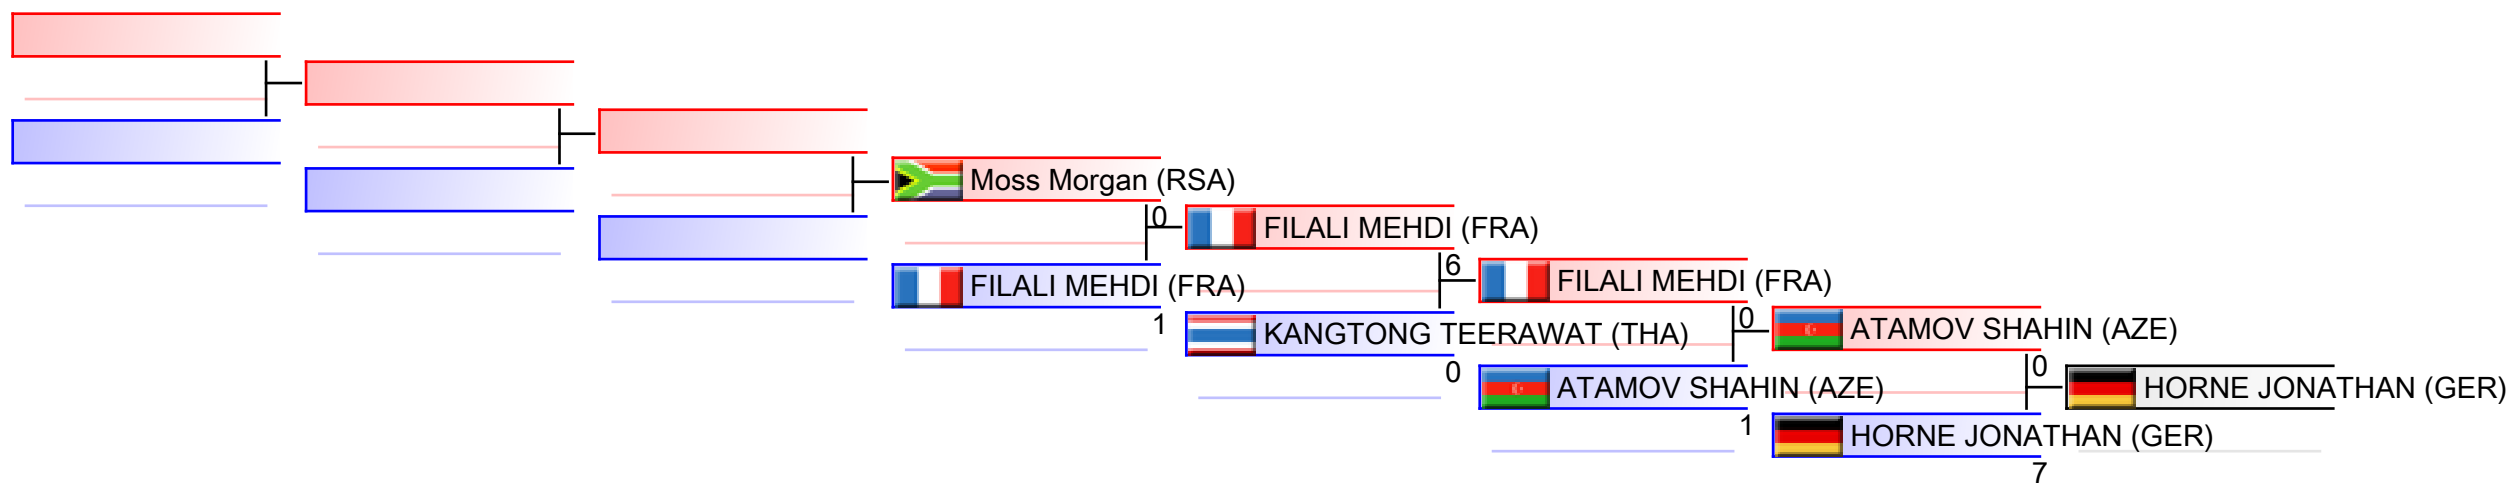 Moss Morgan (RSA)
0
FILALI MEHDI (FRA)
FILALI MEHDI (FRA)
1
6
FILALI MEHDI (FRA)
KANGTONG TEERAWAT (THA)
0
0
ATAMOV SHAHIN (AZE)
ATAMOV SHAHIN (AZE)
1
0
HORNE JONATHAN (GER)
HORNE JONATHAN (GER)
7